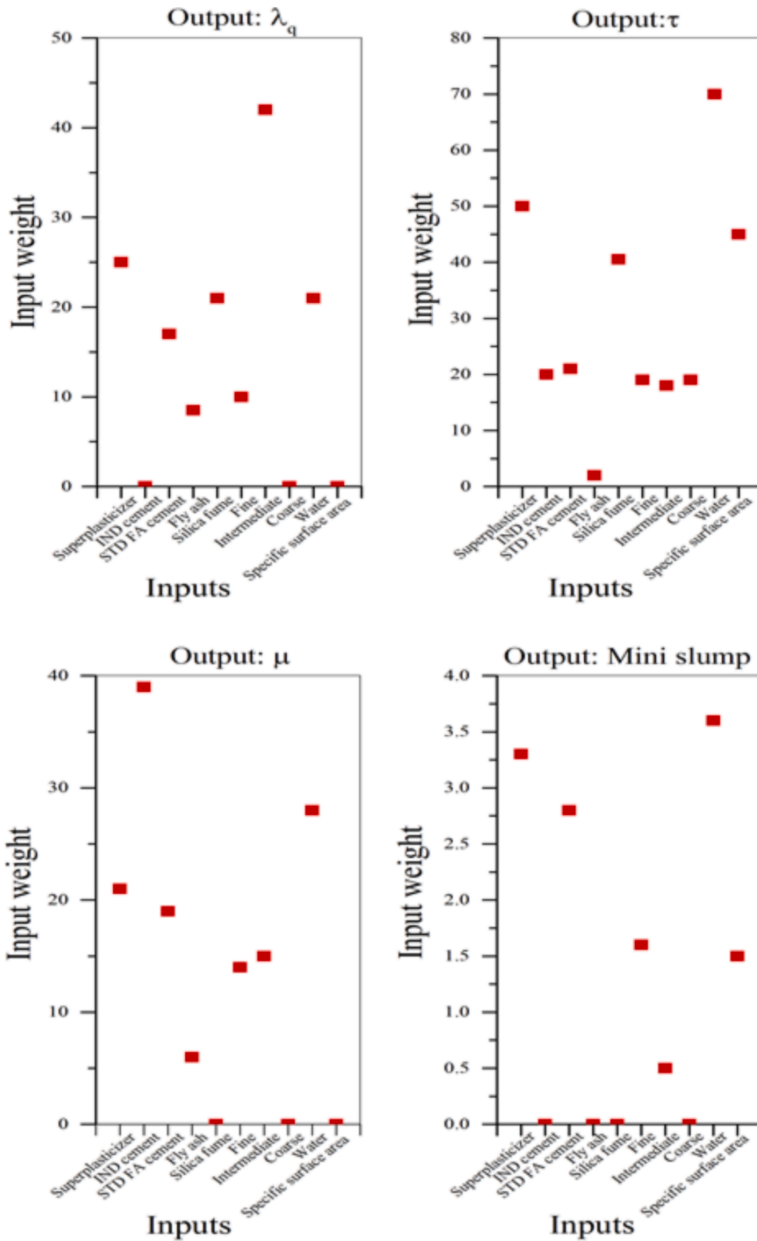 Output: λq
50
40
30
20
10
0
Input weight
Superplasticizer
IND cement
STD FA cement
Fly ash
Silica fume
Fine
Intermediate
Coarse
Water
Specific surface area
Inputs
Output:τ
80
70
60
50
40
30
20
10
0
Input weight
Superplasticizer
IND cement
STD FA cement
Fly ash
Silica fume
Fine
Intermediate
Coarse
Water
Specific surface area
Inputs
Output: μ
40
30
20
10
0
Input weight
Superplasticizer
IND cement
STD FA cement
Fly ash
Silica fume
Fine
Intermediate
Coarse
Water
Specific surface area
Inputs
Output: Mini slump
4.0
3.5
3.0
2.5
2.0
1.5
1.0
0.5
0.0
Input weight
Superplasticizer
IND cement
STD FA cement
Fly ash
Silica fume
Fine
Intermediate
Coarse
Water
Specific surface area
Inputs